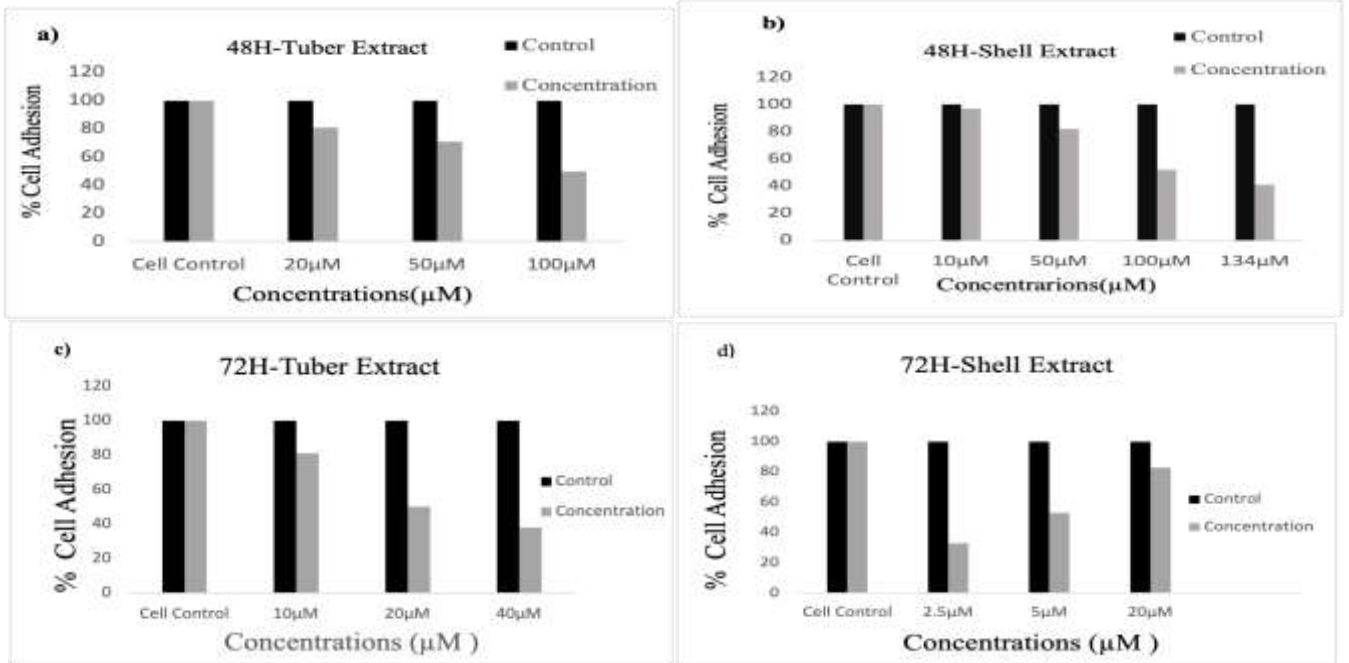 a)
48H-Tuber Extract
Control
Concentration
% Cell Adhesion
120
100
80
60
40
20
0
Cell Control 20µM 50µM 100µM
Concentrations(µM)
b)
48H-Shell Extract
Control
Concentration
% Cell Adhesion
120
100
80
60
40
20
0
Cell Control 10µM 50µM 100µM 134µM
Concentrarions(µM)
c)
72H-Tuber Extract
% Cell Adhesion
120
100
80
60
40
20
0
Control
Concentration
Cell Control 10µM 20µM 40µM
Concentrations (µM )
d)
72H-Shell Extract
% Cell Adhesion
120
100
80
60
40
20
0
Control
Concentration
Cell Control 2.5µM 5µM 20µM
Concentrations (µM )